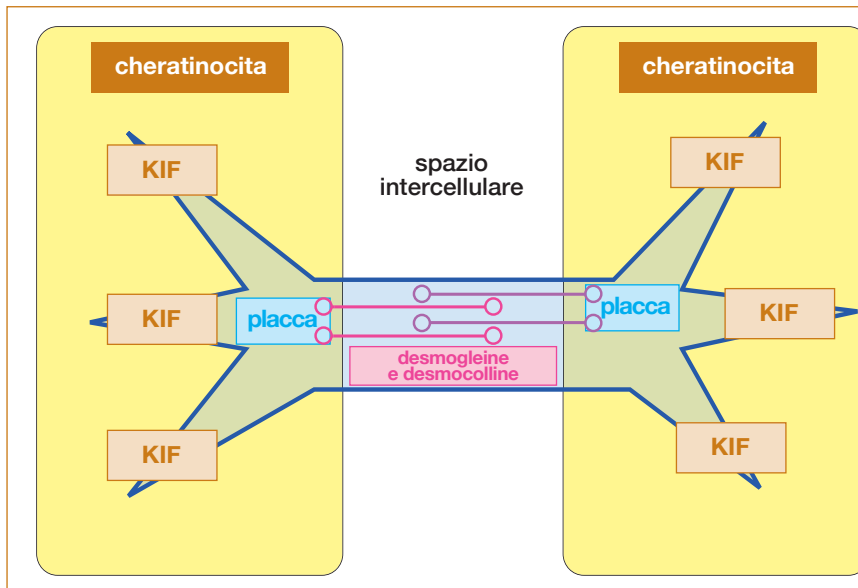 cheratinocita
cheratinocita
KIF
KIF
spazio
intercellulare
KIF
placca
placca
KIF
desmogleine
e desmocolline
KIF
KIF